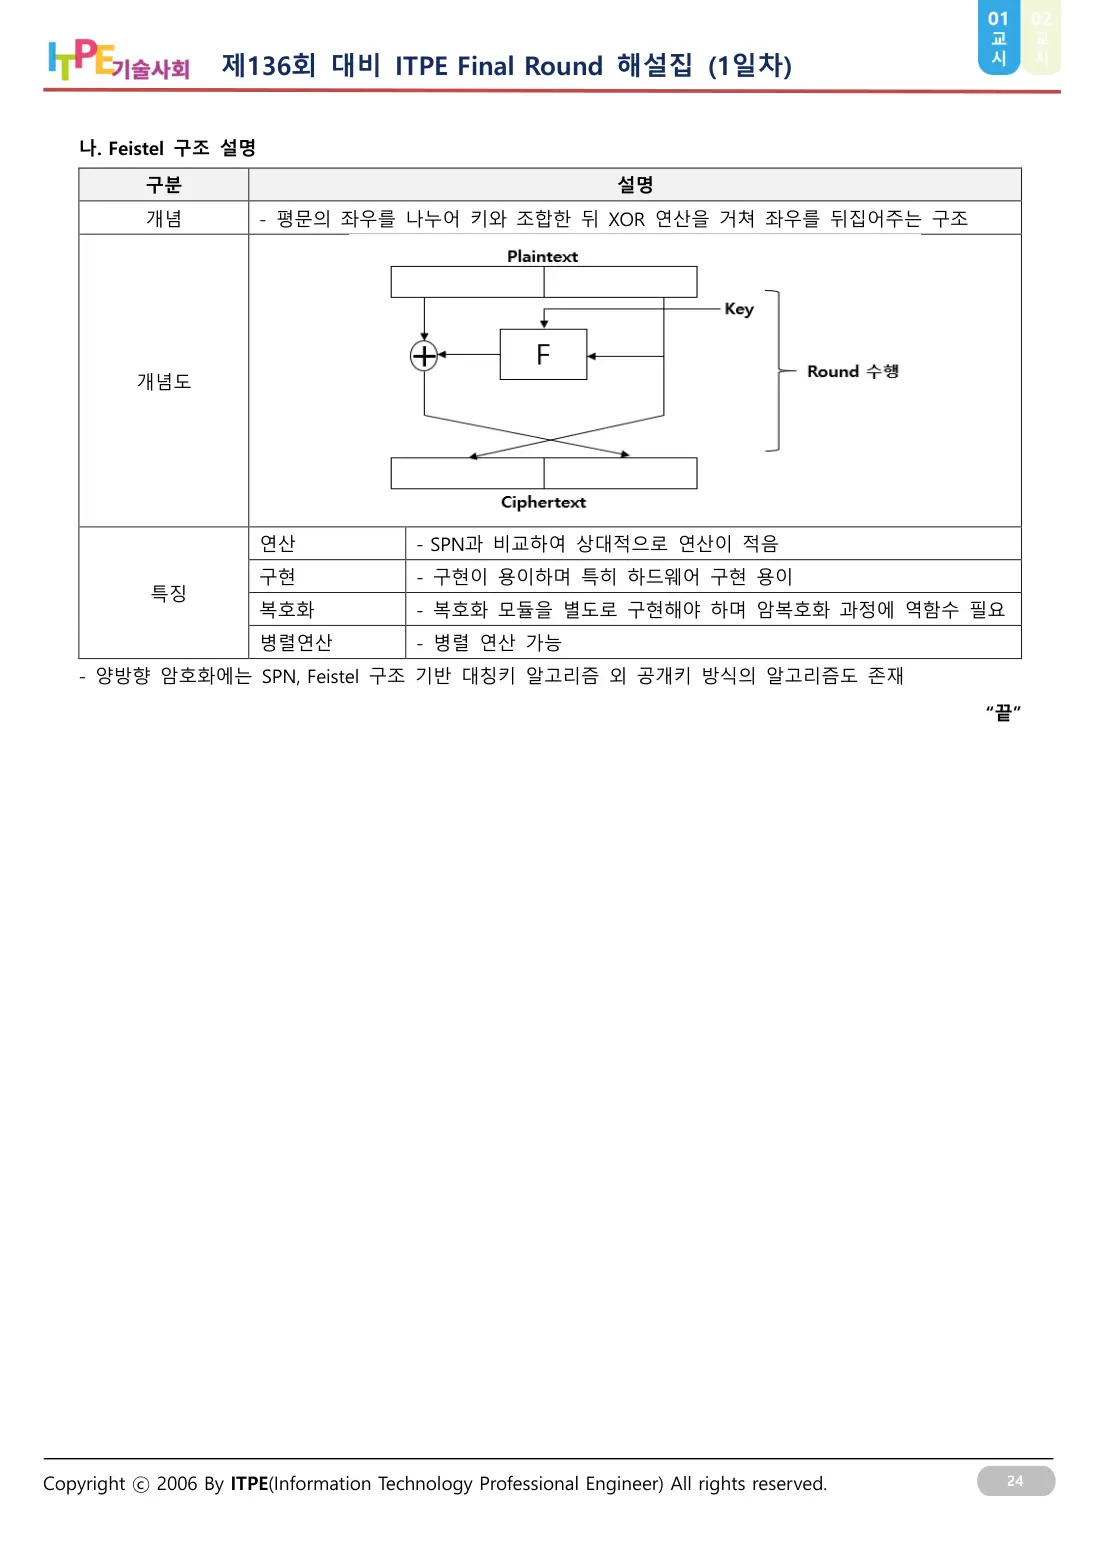 ITPE기술사회 제136회 대비 ITPE Final Round 해설집 (1일차)
01 교시
02 교시
나. Feistel 구조 설명
구분 설명
개념 - 평문의 좌우를 나누어 키와 조합한 뒤 XOR 연산을 거쳐 좌우를 뒤집어주는 구조
개념도
Plaintext
Key
F
Round 수행
Ciphertext
특징
연산 - SPN과 비교하여 상대적으로 연산이 적음
구현 - 구현이 용이하며 특히 하드웨어 구현 용이
복호화 - 복호화 모듈을 별도로 구현해야 하며 암복호화 과정에 역함수 필요
병렬연산 - 병렬 연산 가능
- 양방향 암호화에는 SPN, Feistel 구조 기반 대칭키 알고리즘 외 공개키 방식의 알고리즘도 존재
“끝”
Copyright ⓒ 2006 By ITPE(Information Technology Professional Engineer) All rights reserved.
24